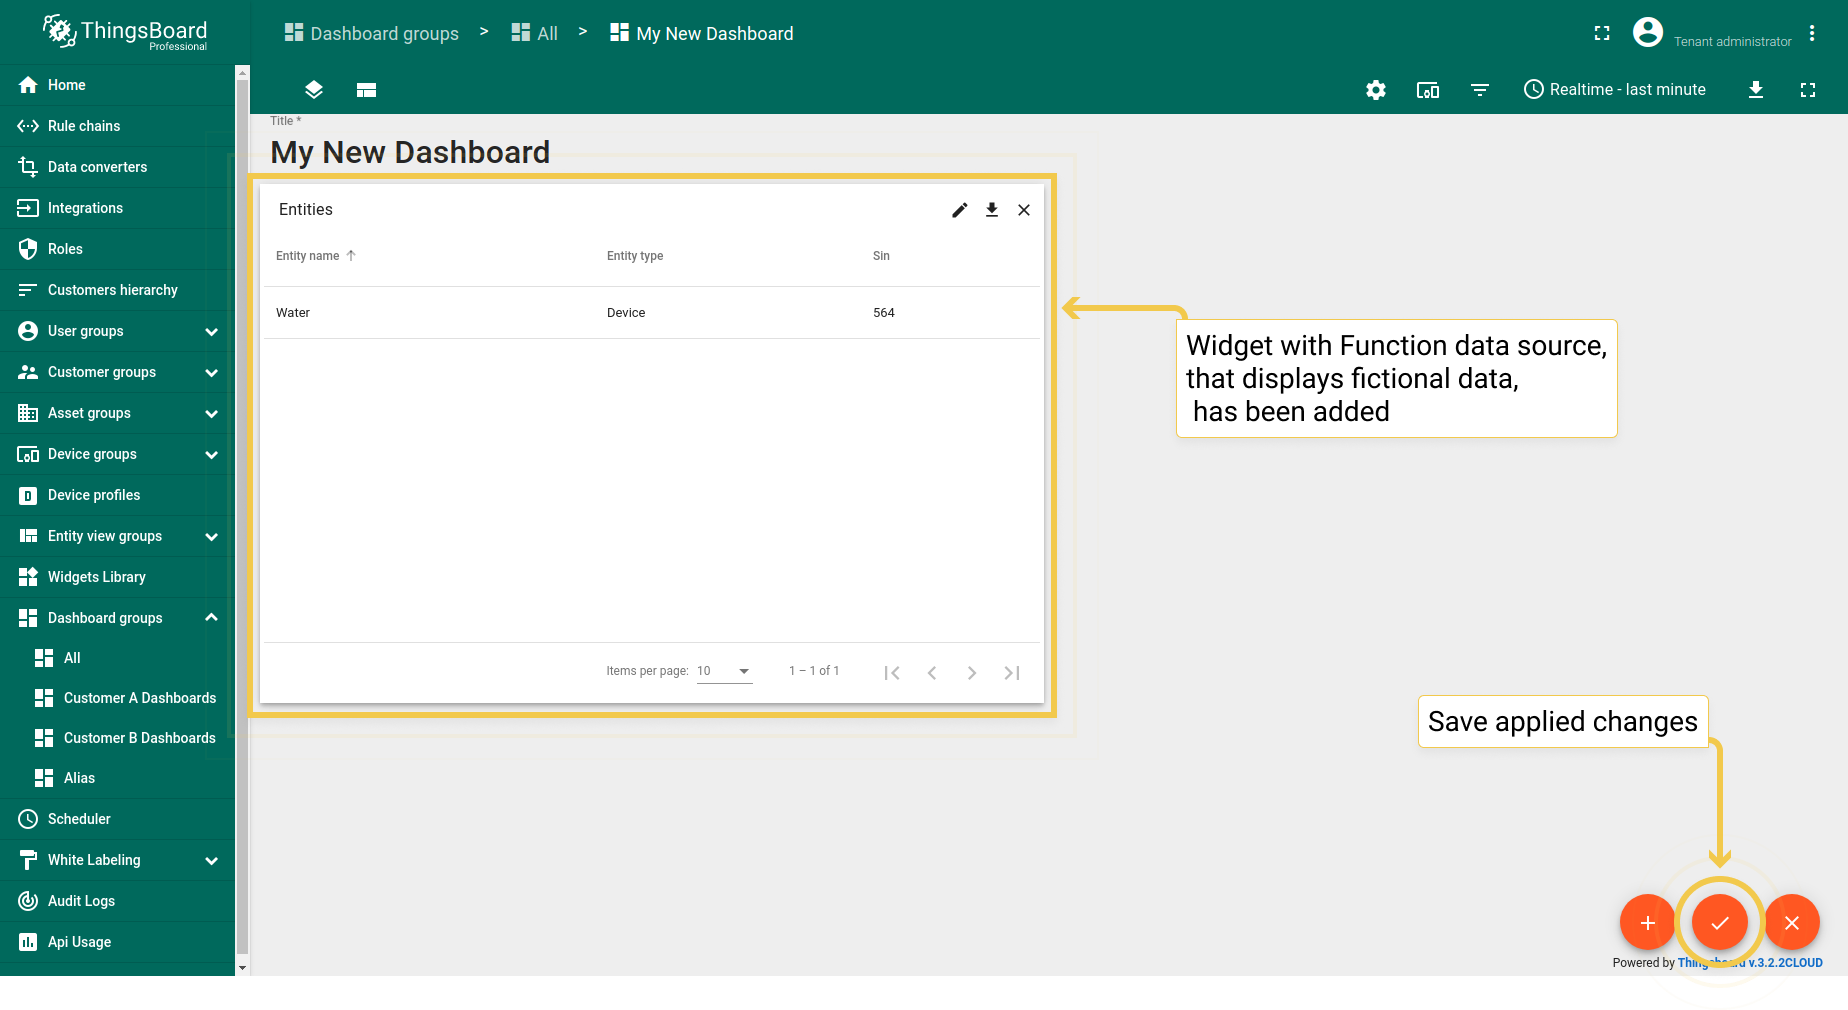 ThingsBoard
Professional
Dashboard groups > All > My New Dashboard
Tenant administrator
Realtime - last minute
Home
Rule chains
Data converters
Integrations
Roles
Customers hierarchy
User groups
Customer groups
Asset groups
Device groups
Device profiles
Entity view groups
Widgets Library
Dashboard groups
All
Customer A Dashboards
Customer B Dashboards
Alias
Scheduler
White Labeling
Audit Logs
Api Usage
Title *
My New Dashboard
Entities
Entity name Entity type Sin
Water Device 564
Items per page: 10 1 – 1 of 1
Widget with Function data source,
that displays fictional data,
has been added
Save applied changes
Powered by Thingsboard v.3.2.2CLOUD